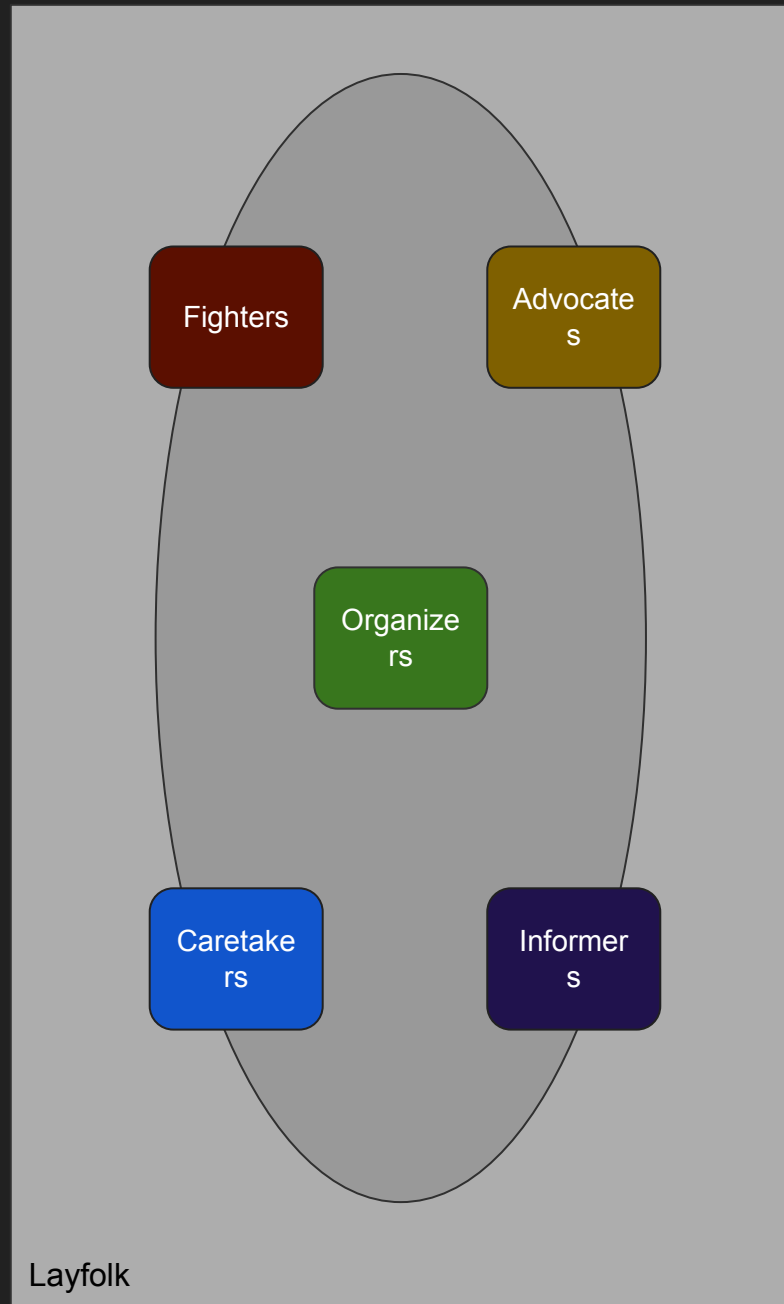 Fighters
Advocate
s
Organize
rs
Caretake
rs
Informer
s
Layfolk